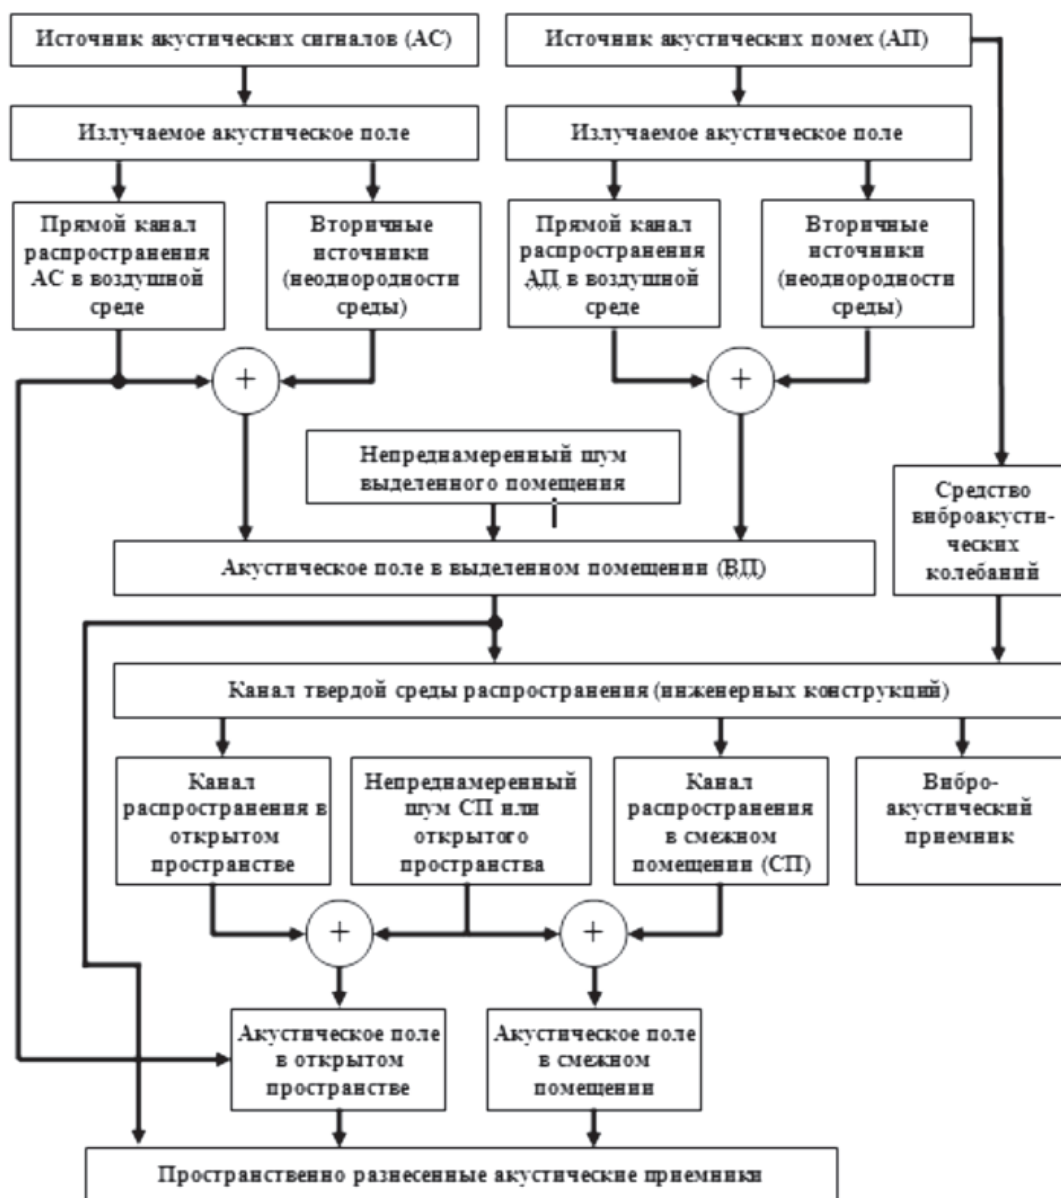 Источник акустических сигналов (АС)
Источник акустических помех (АП)
Излучаемое акустическое поле
Излучаемое акустическое поле
Прямой канал
распространения
АС в воздушной
среде
Вторичные
источники
(неоднородности
среды)
Прямой канал
распространения
АП в воздушной
среде
Вторичные
источники
(неоднородности
среды)
+
+
Непреднамеренный шум
выделенного помещения
Средство
виброакусти-
ческих
колебаний
Акустическое поле в выделенном помещении (ВП)
Канал твердой среды распространения (инженерных конструкций)
Канал
распространения в
открытом
пространстве
Непреднамеренный
шум СП или
открытого
пространства
Канал
распространения
в смежном
помещении (СП)
Вибро-
акустический
приемник
+
+
Акустическое поле
в открытом
пространстве
Акустическое поле
в смежном
помещении
Пространственно разнесенные акустические приемники